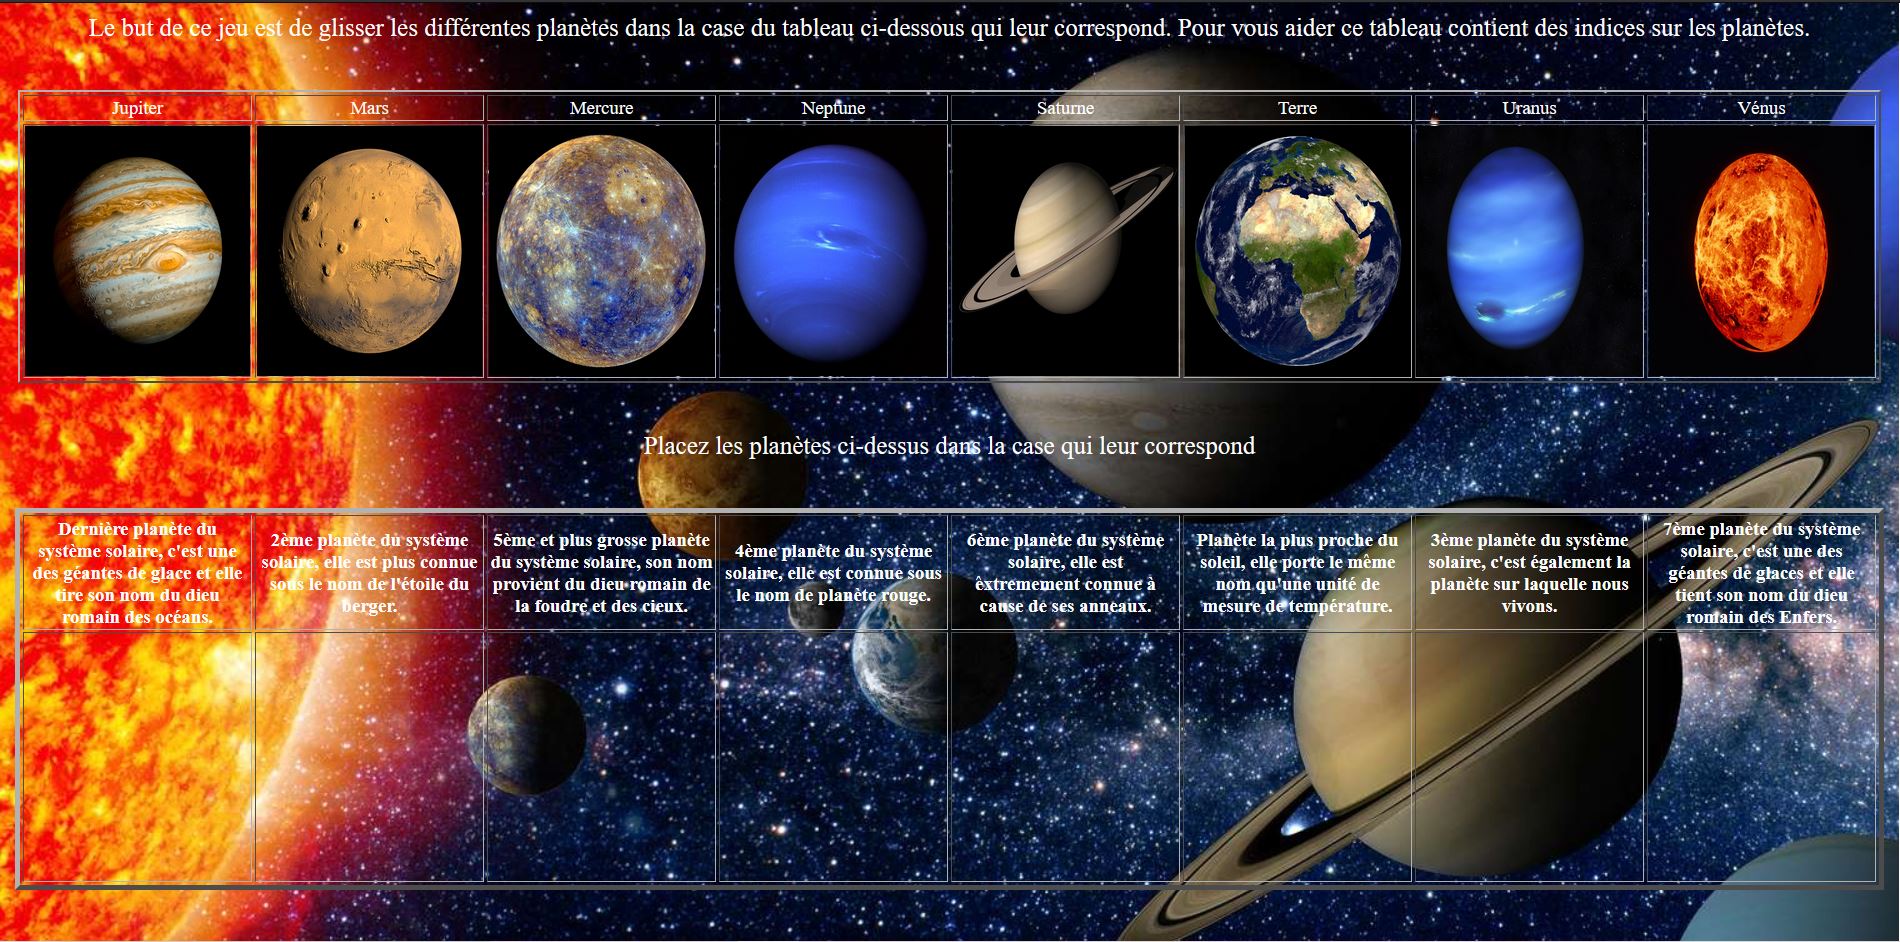 Le but de ce jeu est de glisser les différentes planètes dans la case du tableau ci-dessous qui leur correspond. Pour vous aider ce tableau contient des indices sur les planètes.
Jupiter
Mars
Mercure
Neptune
Saturne
Terre
Uranus
Vénus
Placez les planètes ci-dessus dans la case qui leur correspond
Dernière planète du
système solaire, c'est une
des géantes de glace et elle
tire son nom du dieu
romain des océans.
2ème planète du système
solaire, elle est plus connue
sous le nom de l'étoile du
berger.
5ème et plus grosse planète
du système solaire, son nom
provient du dieu romain de
la foudre et des cieux.
4ème planète du système
solaire, elle est connue sous
le nom de planète rouge.
6ème planète du système
solaire, elle est
extrêmement connue à
cause de ses anneaux.
Planète la plus proche du
soleil, elle porte le même
nom qu'une unité de
mesure de température.
3ème planète du système
solaire, c'est également la
planète sur laquelle nous
vivons.
7ème planète du système
solaire, c'est une des
géantes de glaces et elle
tient son nom du dieu
romain des Enfers.